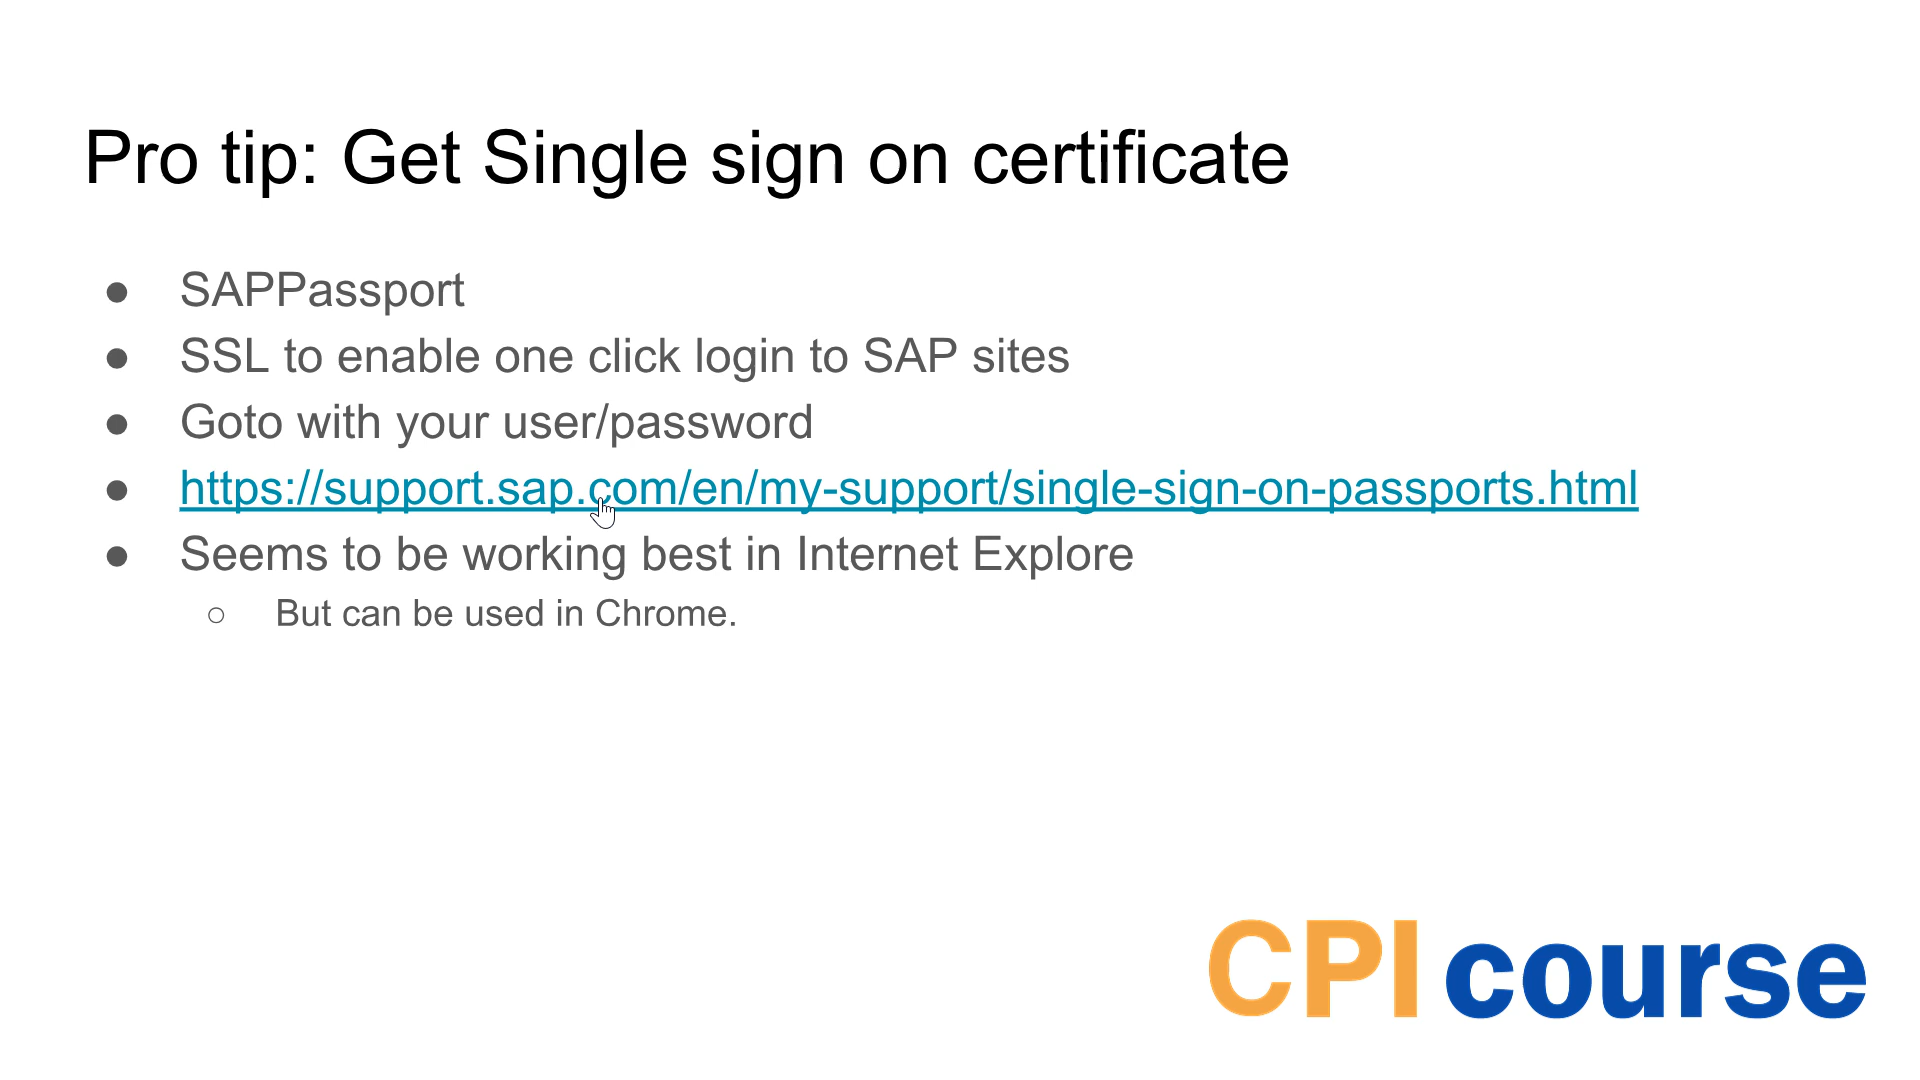 Pro tip: Get Single sign on certificate
● SAPPassport
● SSL to enable one click login to SAP sites
● Goto with your user/password
● https://support.sap.com/en/my-support/single-sign-on-passports.html
● Seems to be working best in Internet Explore
○ But can be used in Chrome.
CPI course